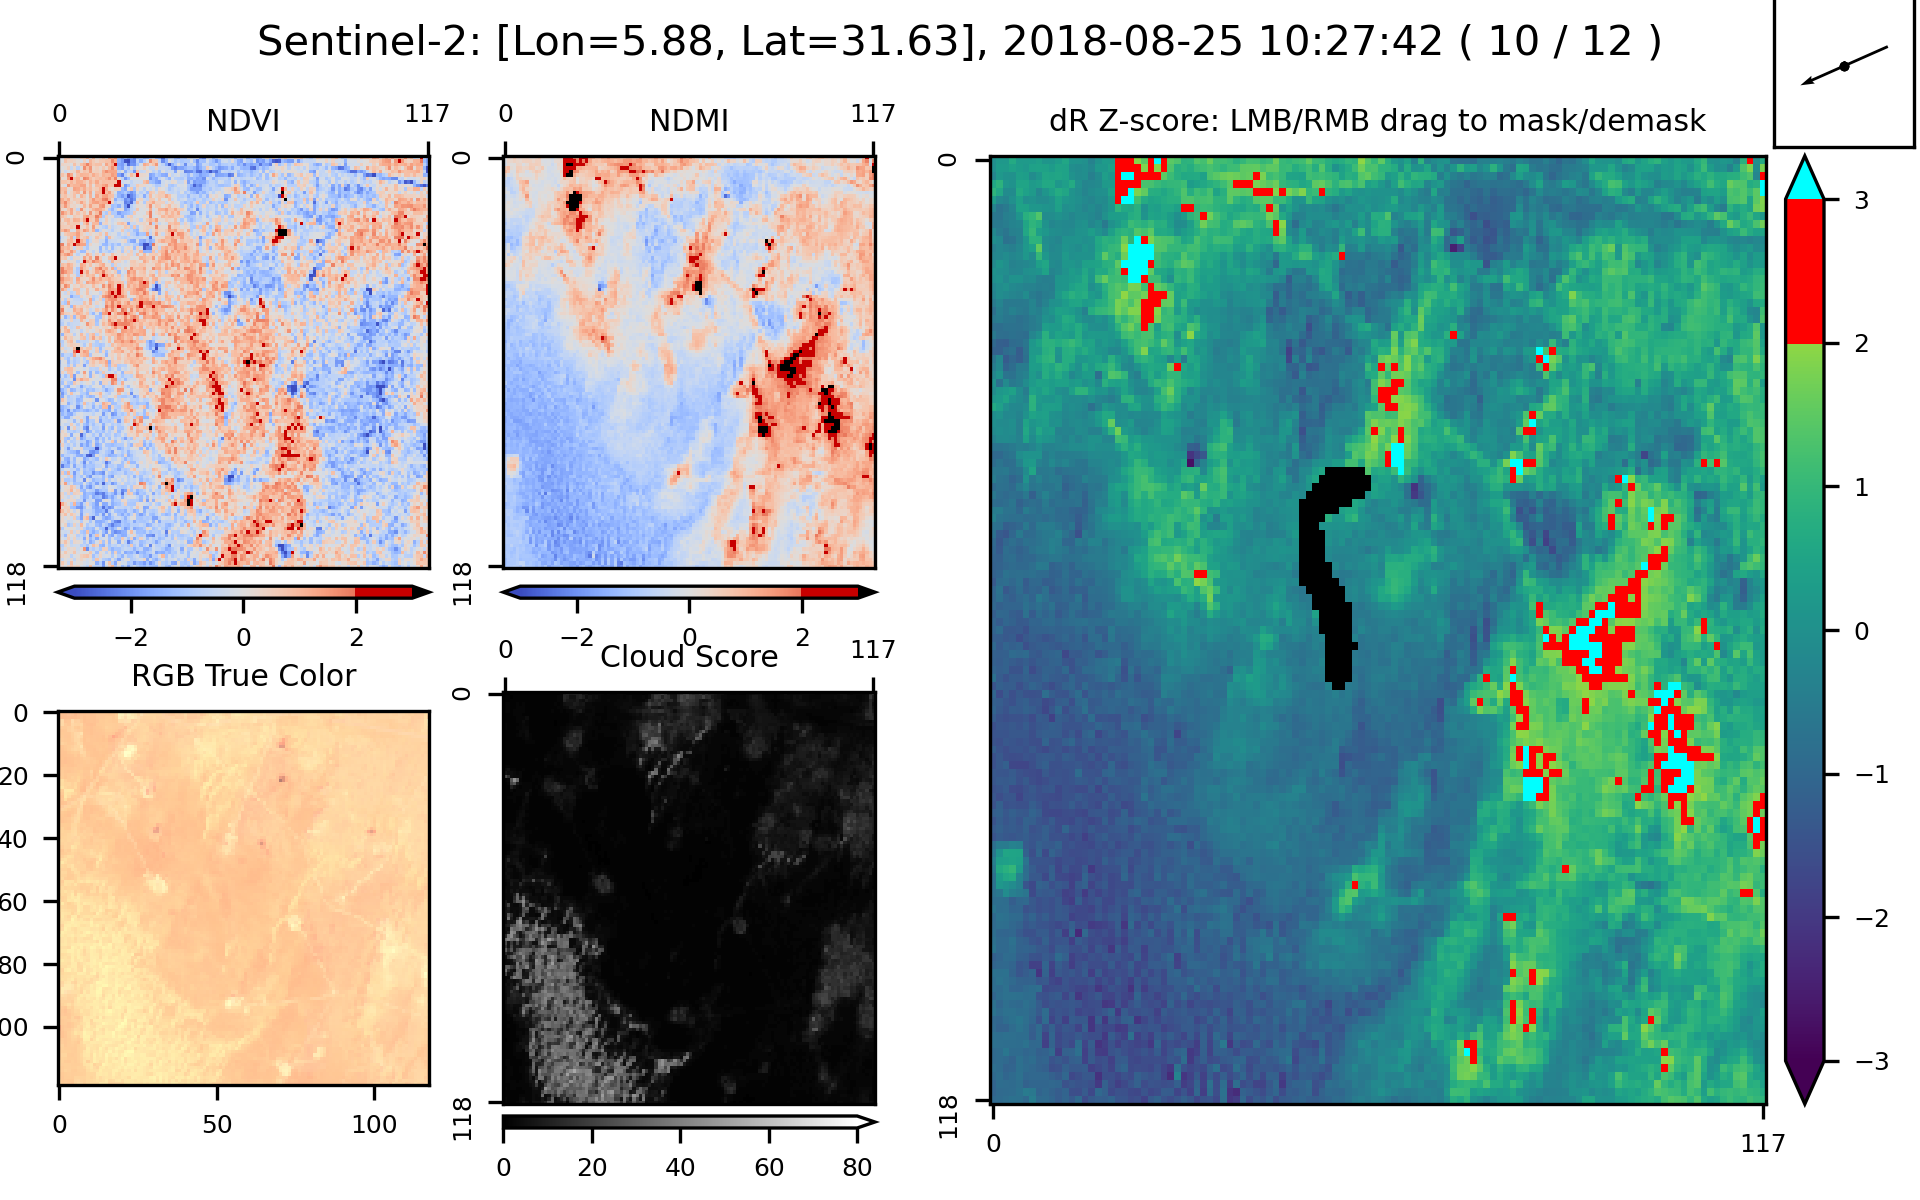 Sentinel-2: [Lon=5.88, Lat=31.63], 2018-08-25 10:27:42 ( 10 / 12 )
NDVI
0 117
0
118
−2 0 2
NDMI
0 117
0
118
−2 0 2
dR Z-score: LMB/RMB drag to mask/demask
0
118
0 117
3
2
1
0
−1
−2
−3
RGB True Color
0
20
40
60
80
00
0 50 100
Cloud Score
0 117
0
118
0 20 40 60 80